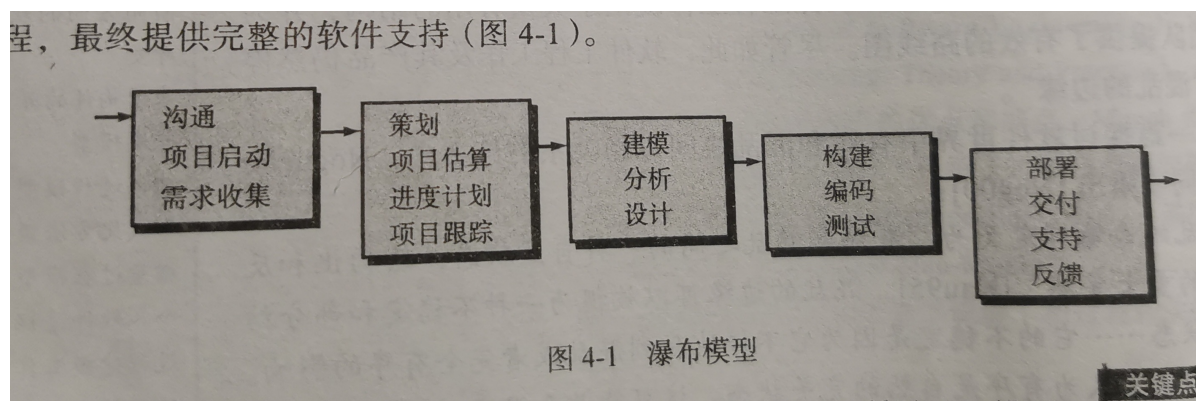 程，最终提供完整的软件支持（图 4-1）。
沟通
项目启动
需求收集
策划
项目估算
进度计划
项目跟踪
建模
分析
设计
构建
编码
测试
部署
交付
支持
反馈
图 4-1 瀑布模型
关键点